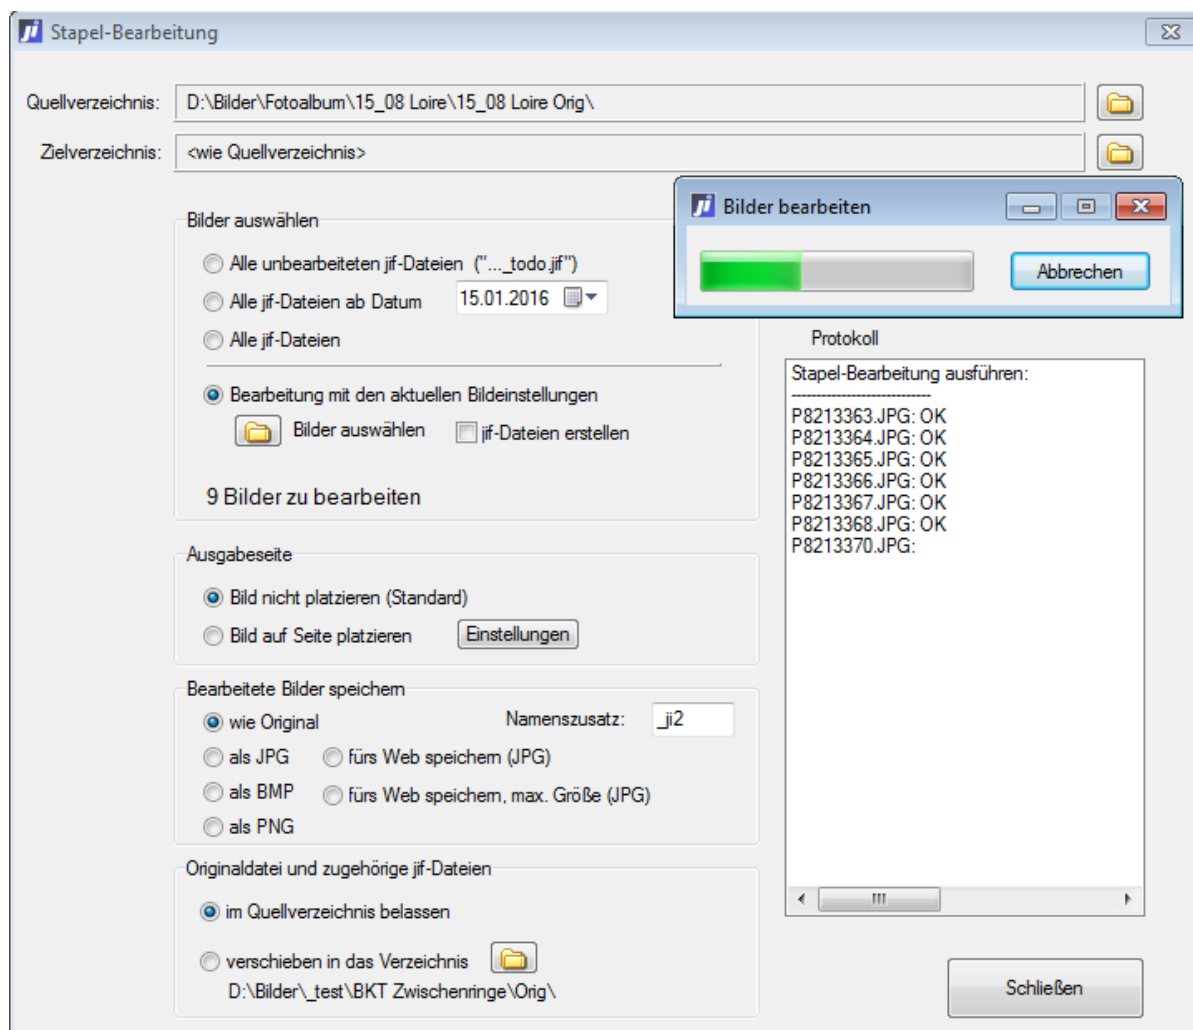 Stapel-Bearbeitung
Quellverzeichnis: D:\Bilder\Fotoalbum\15_08 Loire\15_08 Loire Orig\
Zielverzeichnis: <wie Quellverzeichnis>
Bilder bearbeiten
Abbrechen
Bilder auswählen
Alle unbearbeiteten jif-Dateien ("..._todo.jif")
Alle jif-Dateien ab Datum 15.01.2016
Alle jif-Dateien
Bearbeitung mit den aktuellen Bildeinstellungen
Bilder auswählen jif-Dateien erstellen
9 Bilder zu bearbeiten
Ausgabeseite
Bild nicht platzieren (Standard)
Bild auf Seite platzieren Einstellungen
Bearbeitete Bilder speichern
wie Original Namenszusatz: _ji2
als JPG fürs Web speichern (JPG)
als BMP fürs Web speichern, max. Größe (JPG)
als PNG
Originaldatei und zugehörige jif-Dateien
im Quellverzeichnis belassen
verschieben in das Verzeichnis
D:\Bilder\_test\BKT Zwischenringe\Orig\
Protokoll
Stapel-Bearbeitung ausführen:
----------------------------
P8213363.JPG: OK
P8213364.JPG: OK
P8213365.JPG: OK
P8213366.JPG: OK
P8213367.JPG: OK
P8213368.JPG: OK
P8213370.JPG:
Schließen